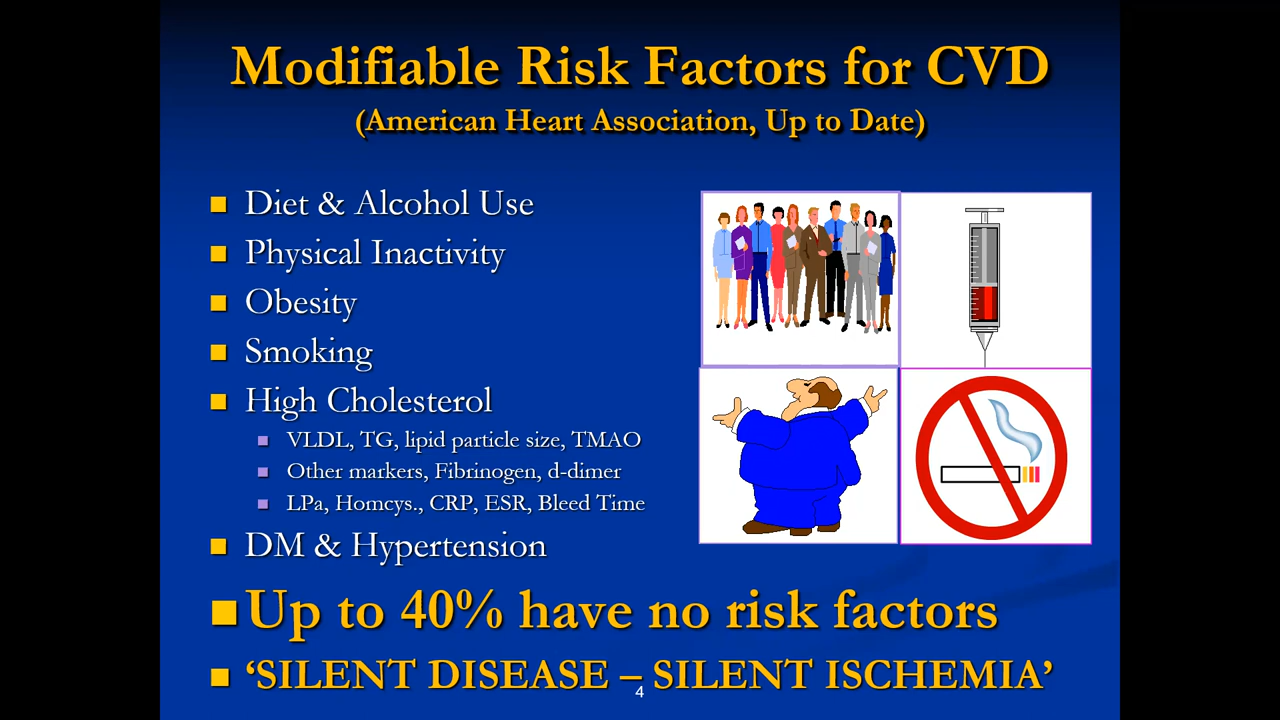 Modifiable Risk Factors for CVD
(American Heart Association, Up to Date)
Diet & Alcohol Use
Physical Inactivity
Obesity
Smoking
High Cholesterol
VLDL, TG, lipid particle size, TMAO
Other markers, Fibrinogen, d-dimer
LPa, Homcys., CRP, ESR, Bleed Time
DM & Hypertension
Up to 40% have no risk factors
‘SILENT DISEASE – SILENT ISCHEMIA’
4